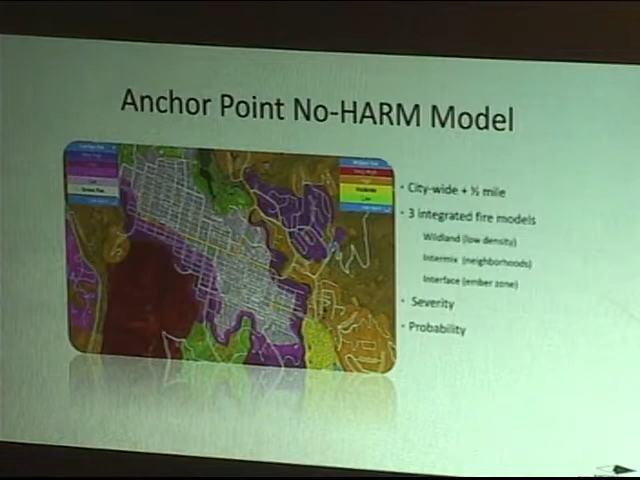 Anchor Point No-HARM Model
• City-wide + ½ mile
• 3 integrated fire models
Wildland (low density)
Intermix (neighborhoods)
Interface (ember zone)
• Severity
• Probability